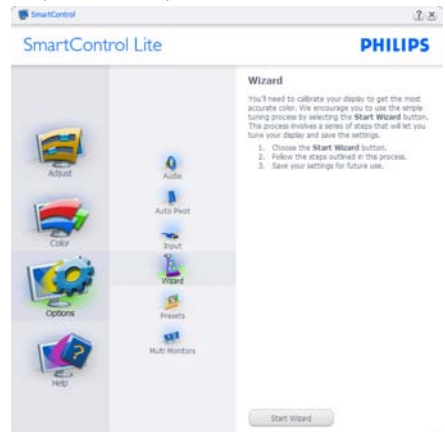 SmartControl
SmartControl Lite
PHILIPS
Adjust
Color
Options
Help
Audio
Auto Pivot
Input
Wizard
Presets
Multi Monitors
Wizard
You'll need to calibrate your display to get the most
accurate color. We encourage you to use the simple
tuning process by selecting the Start Wizard button.
This process involves a series of steps that will let you
tune your display and save the settings.
1. Choose the Start Wizard button.
2. Follow the steps outlined in this process.
3. Save your settings for future use.
Start Wizard